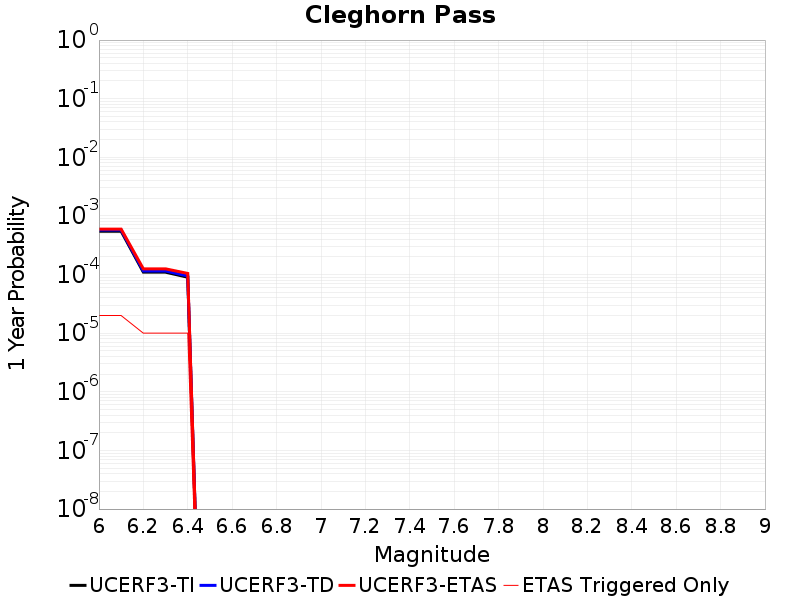 Cleghorn Pass
1 Year Probability
10^0
10^-1
10^-2
10^-3
10^-4
10^-5
10^-6
10^-7
10^-8
6 6.2 6.4 6.6 6.8 7 7.2 7.4 7.6 7.8 8 8.2 8.4 8.6 8.8 9
Magnitude
UCERF3-TI UCERF3-TD UCERF3-ETAS ETAS Triggered Only